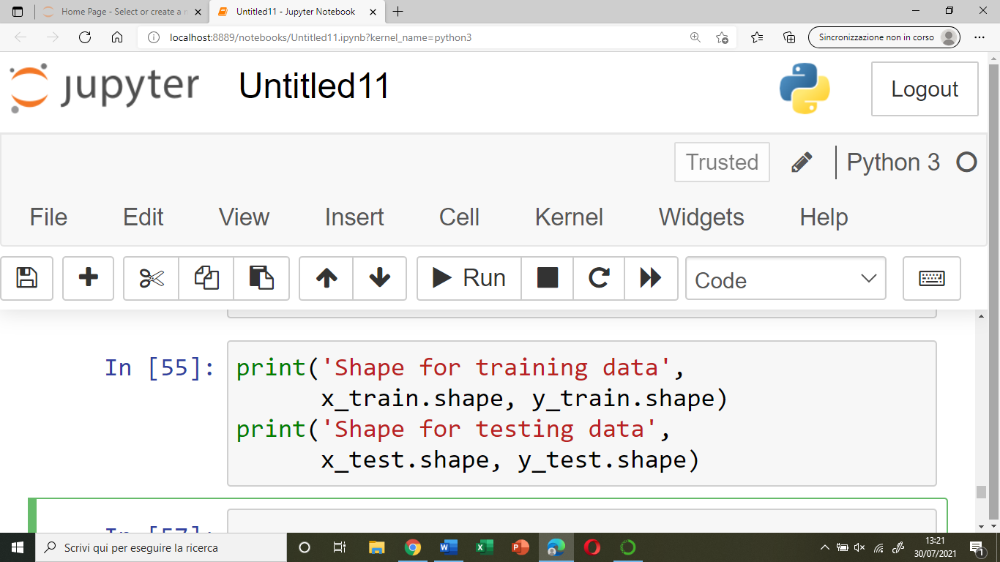 Home Page - Select or create a n
Untitled11 - Jupyter Notebook
localhost:8889/notebooks/Untitled11.ipynb?kernel_name=python3
Sincronizzazione non in corso
jupyter Untitled11
Logout
Trusted
Python 3
File Edit View Insert Cell Kernel Widgets Help
Run
Code
In [55]:
print('Shape for training data',
x_train.shape, y_train.shape)
print('Shape for testing data',
x_test.shape, y_test.shape)
In [57]:
Scrivi qui per eseguire la ricerca
13:21
30/07/2021
1